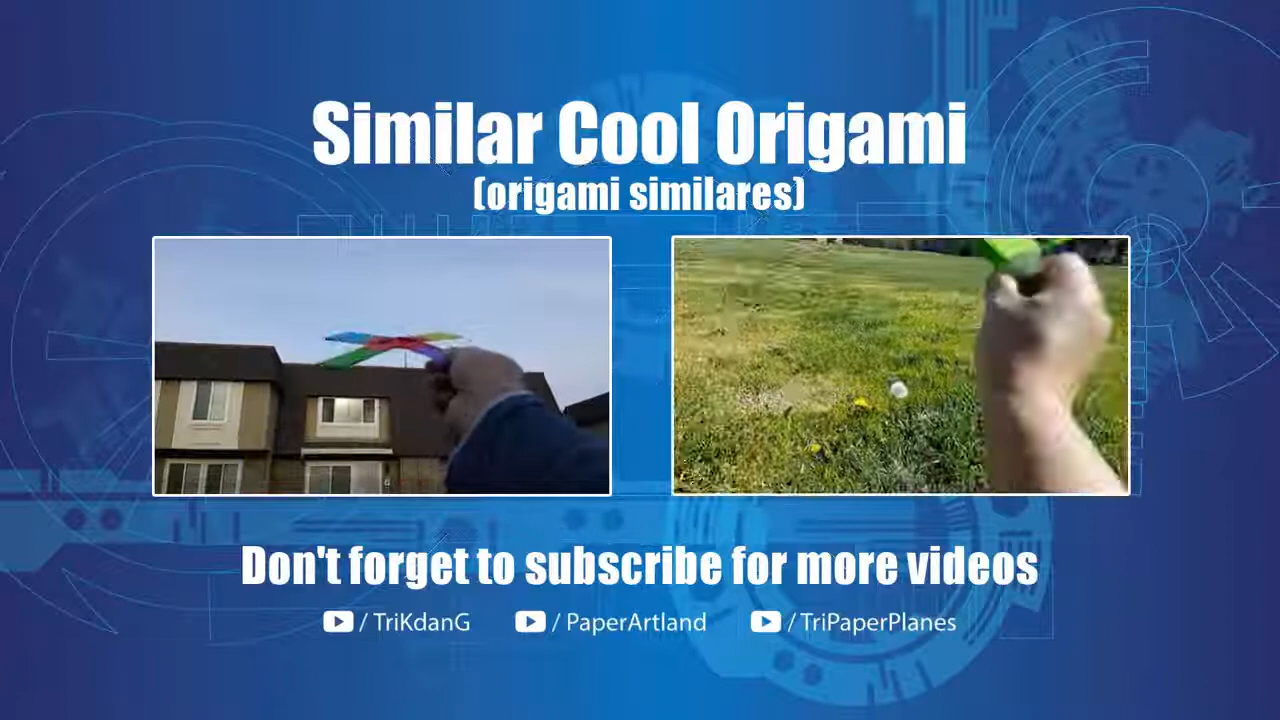 Similar Cool Origami
(origami similares)
Don't forget to subscribe for more videos
/ TriKdanG / PaperArtland / TriPaperPlanes